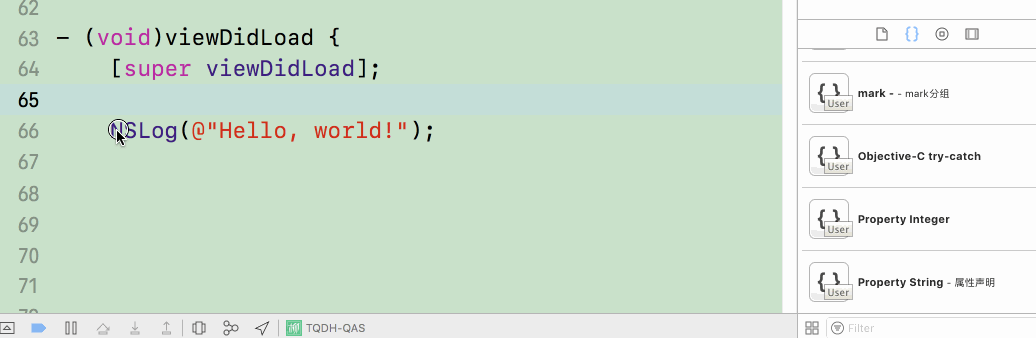 62
63 - (void)viewDidLoad {
64 [super viewDidLoad];
65
66 NSLog(@"Hello, world!");
67
68
69
70
71
TQDH-QAS
{ } User mark - - mark分组
{ } User Objective-C try-catch
{ } User Property Integer
{ } User Property String - 属性声明
Filter